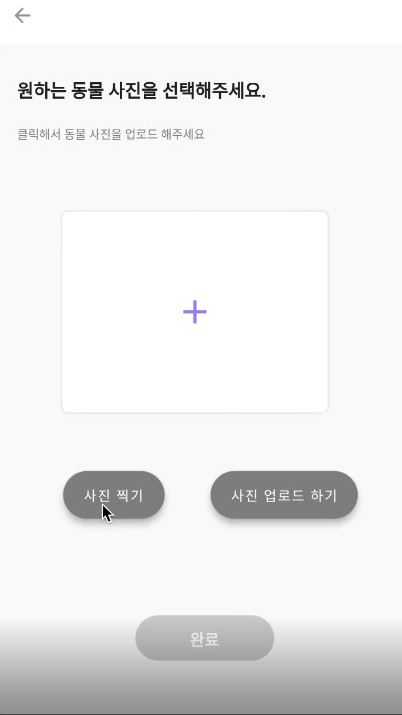 원하는 동물 사진을 선택해주세요.
클릭해서 동물 사진을 업로드 해주세요
사진 찍기
사진 업로드 하기
완료